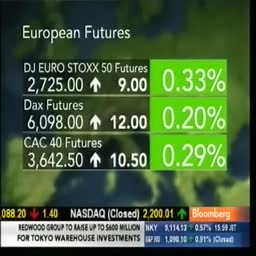 European Futures
DJ EURO STOXX 50 Futures
2,725.00 ↑ 9.00 0.33%
Dax Futures
6,098.00 ↑ 12.00 0.20%
CAC 40 Futures
3,642.50 ↑ 10.50 0.29%
088.20 ↓ 1.40 NASDAQ (Closed) 2,200.01 ↑ Bloomberg
REDWOOD GROUP TO RAISE UP TO $600 MILLION
FOR TOKYO WAREHOUSE INVESTMENTS
NKY 9,114.13 ↑ 0.57% 15:59 JST
S&P500 1,090.10 ↑ 0.91% (Closed)